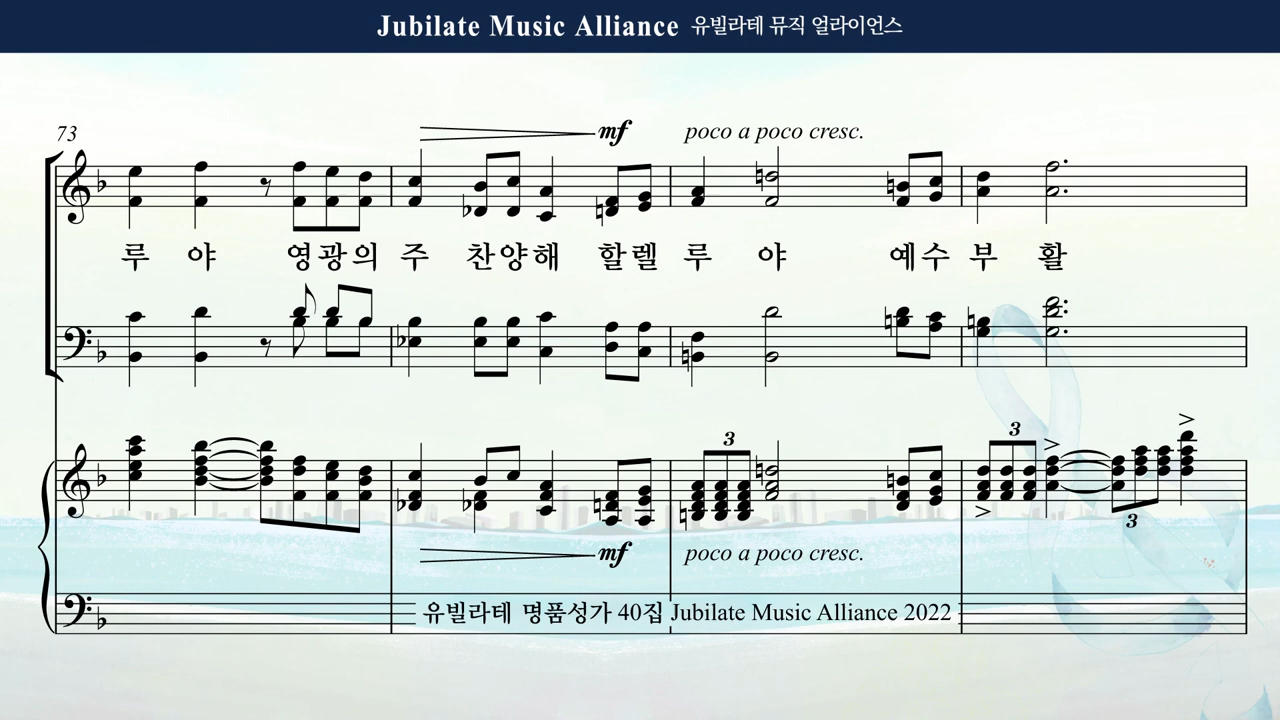 Jubilate Music Alliance 유빌라테 뮤직 얼라이언스
73
mf poco a poco cresc.
루 야 영 광 의 주 찬 양 해 할 렐 루 야 예 수 부 활
3 3
3
mf poco a poco cresc.
유빌라테 명품성가 40집 Jubilate Music Alliance 2022